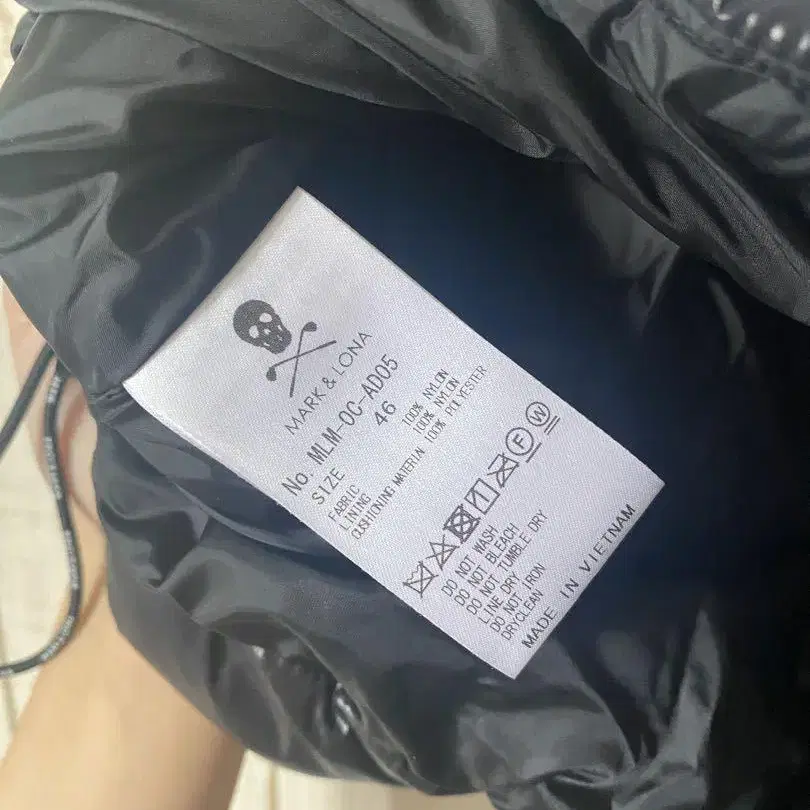 MARK & LONA
No. MLM-OC-AD05
SIZE 46
FABRIC 100% NYLON
LINING 100% NYLON
CUSHIONING MATERIAL 100% POLYESTER
F W
DO NOT WASH
DO NOT BLEACH
DO NOT TUMBLE DRY
LINE DRY
DO NOT IRON
DRYCLEAN
MADE IN VIETNAM